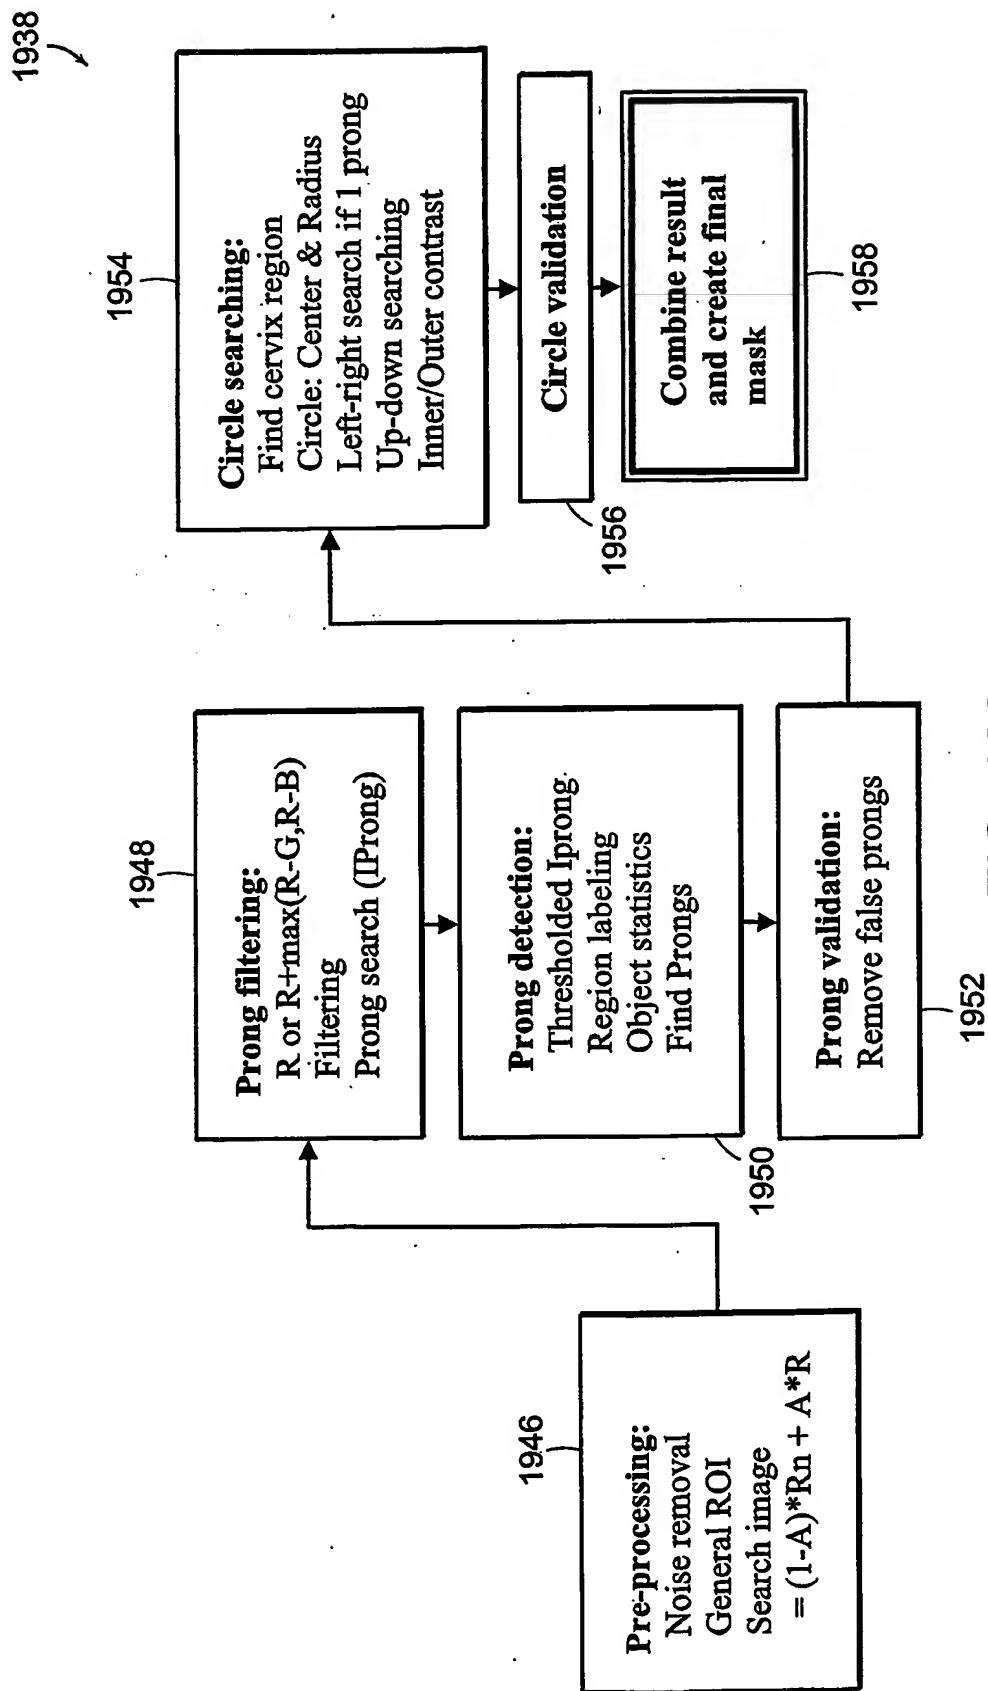 1938
1946
Pre-processing:
Noise removal
General ROI
Search image
= (1-A)*Rn + A*R
1948
Prong filtering:
R or R+max(R-G,R-B)
Filtering
Prong search (IProng)
1950
Prong detection:
Thresholded Iprong.
Region labeling
Object statistics
Find Prongs
1952
Prong validation:
Remove false prongs
1954
Circle searching:
Find cervix region
Circle: Center & Radius
Left-right search if 1 prong
Up-down searching
Inner/Outer contrast
1956
Circle validation
1958
Combine result
and create final
mask